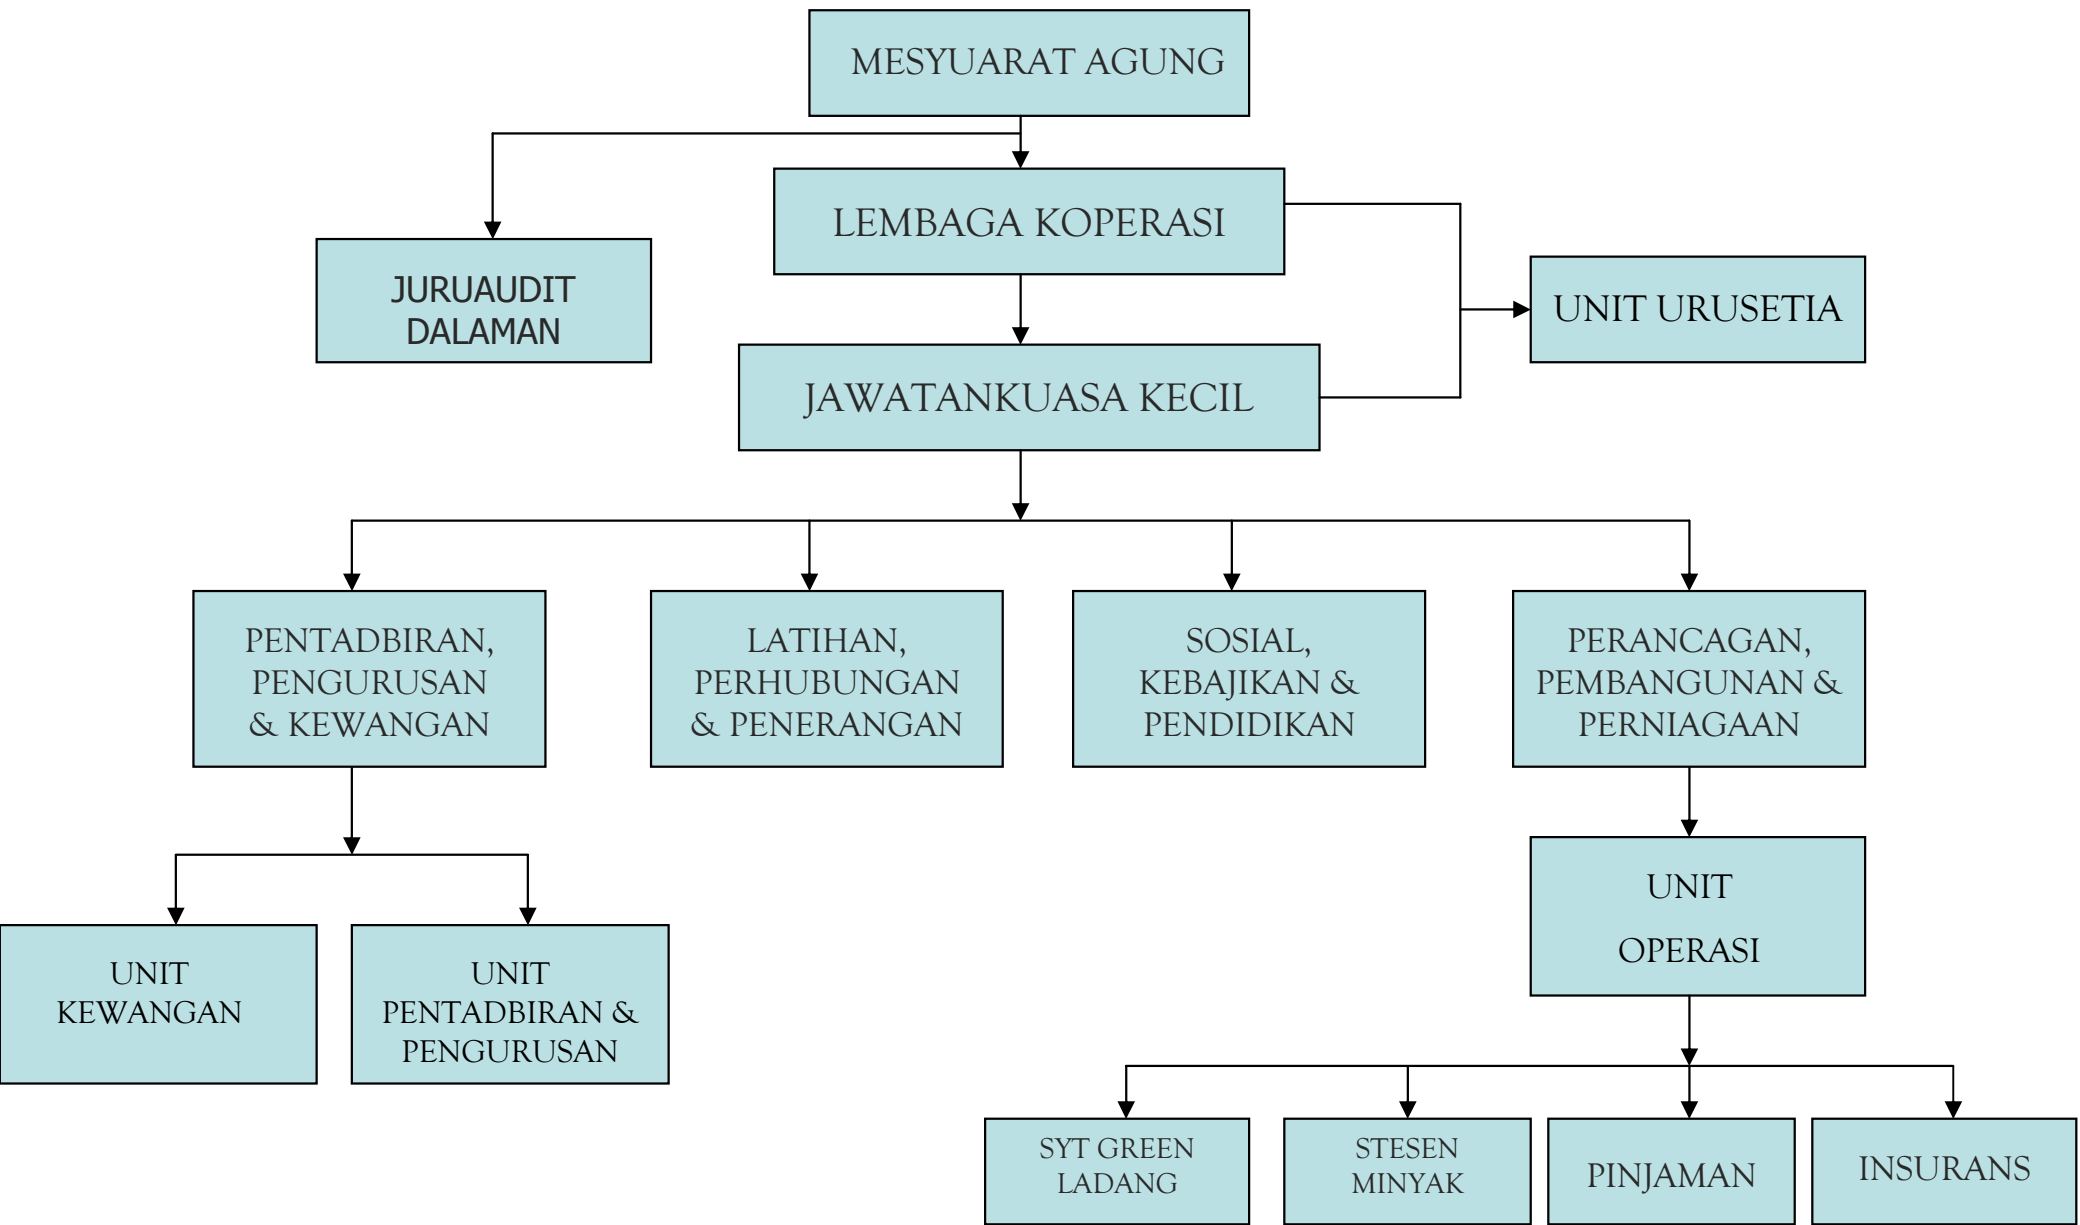 MESYUARAT AGUNG
LEMBAGA KOPERASI
JURUAUDIT
DALAMAN
UNIT URUSETIA
JAWATANKUASA KECIL
PENTADBIRAN,
PENGURUSAN
& KEWANGAN
LATIHAN,
PERHUBUNGAN
& PENERANGAN
SOSIAL,
KEBAJIKAN &
PENDIDIKAN
PERANCAGAN,
PEMBANGUNAN &
PERNIAGAAN
UNIT
KEWANGAN
UNIT
PENTADBIRAN &
PENGURUSAN
UNIT
OPERASI
SYT GREEN
LADANG
STESEN
MINYAK
PINJAMAN
INSURANS